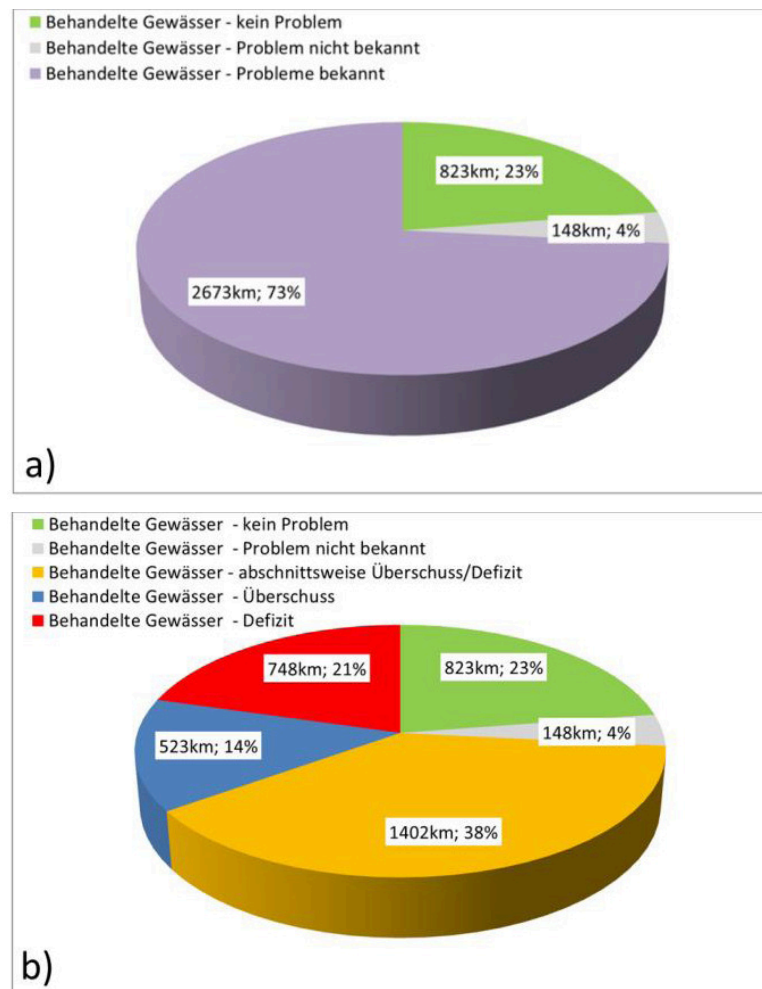 Behandelte Gewässer - kein Problem
Behandelte Gewässer - Problem nicht bekannt
Behandelte Gewässer - Probleme bekannt
823km; 23%
148km; 4%
2673km; 73%
a)
Behandelte Gewässer - kein Problem
Behandelte Gewässer - Problem nicht bekannt
Behandelte Gewässer - abschnittsweise Überschuss/Defizit
Behandelte Gewässer - Überschuss
Behandelte Gewässer - Defizit
748km; 21%
823km; 23%
148km; 4%
523km; 14%
1402km; 38%
b)